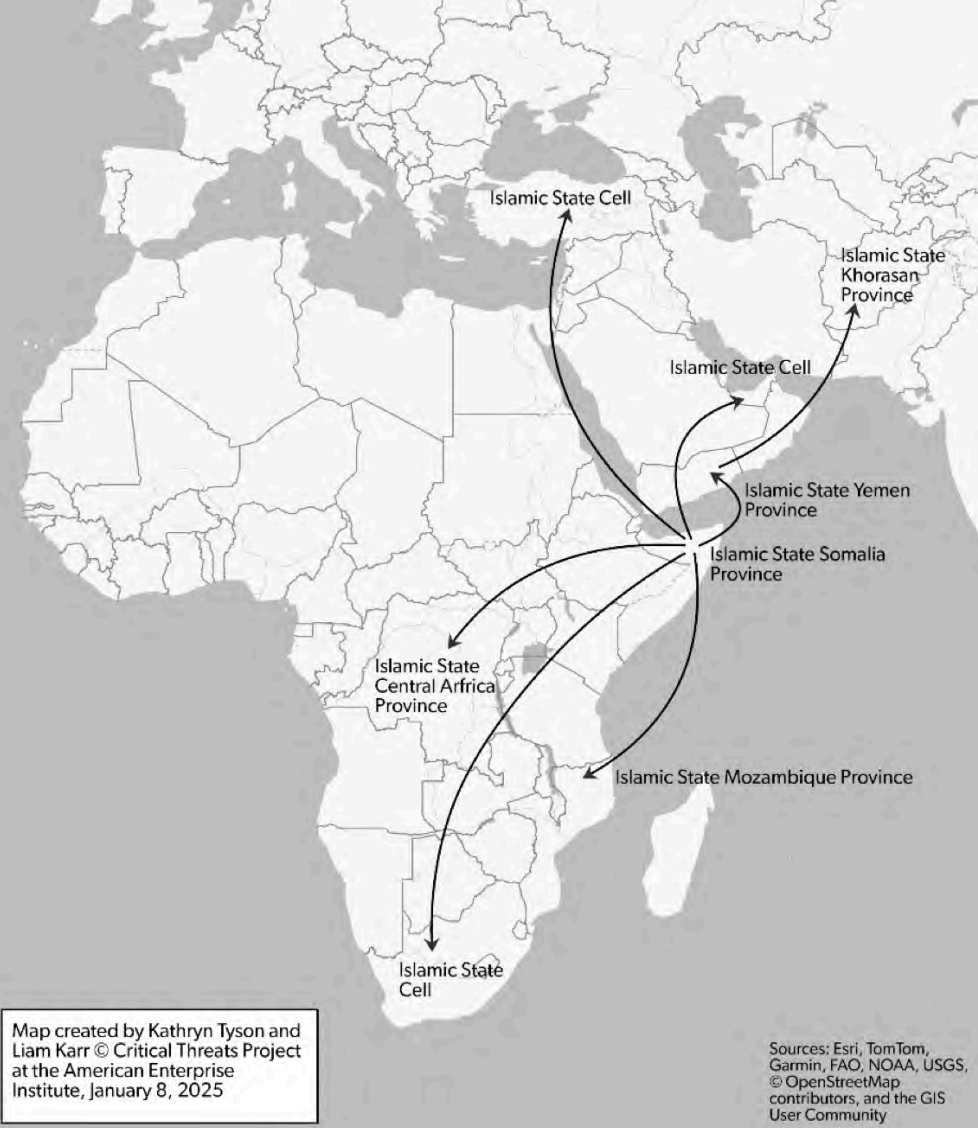 Islamic State Cell
Islamic State
Khorasan
Province
Islamic State Cell
Islamic State Yemen
Province
Islamic State Somalia
Province
Islamic State
Central Arfrica
Province
Islamic State Mozambique Province
Islamic State
Cell
Map created by Kathryn Tyson and
Liam Karr © Critical Threats Project
at the American Enterprise
Institute, January 8, 2025
Sources: Esri, TomTom,
Garmin, FAO, NOAA, USGS,
© OpenStreetMap
contributors, and the GIS
User Community